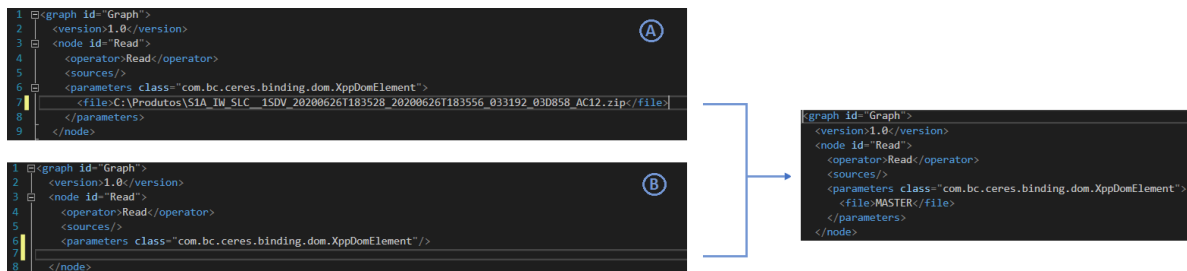 1 <graph id="Graph">
2 <version>1.0</version>
3 <node id="Read">
4 <operator>Read</operator>
5 <sources/>
6 <parameters class="com.bc.ceres.binding.dom.XppDomElement">
7 <file>C:\Produtos\S1A_IW_SLC__1SDV_20200626T183528_20200626T183556_033192_03D858_AC12.zip</file>
8 </parameters>
9 </node>
A
1 <graph id="Graph">
2 <version>1.0</version>
3 <node id="Read">
4 <operator>Read</operator>
5 <sources/>
6 <parameters class="com.bc.ceres.binding.dom.XppDomElement"/>
7
8 </node>
B
<graph id="Graph">
<version>1.0</version>
<node id="Read">
<operator>Read</operator>
<sources/>
<parameters class="com.bc.ceres.binding.dom.XppDomElement">
<file>MASTER</file>
</parameters>
</node>